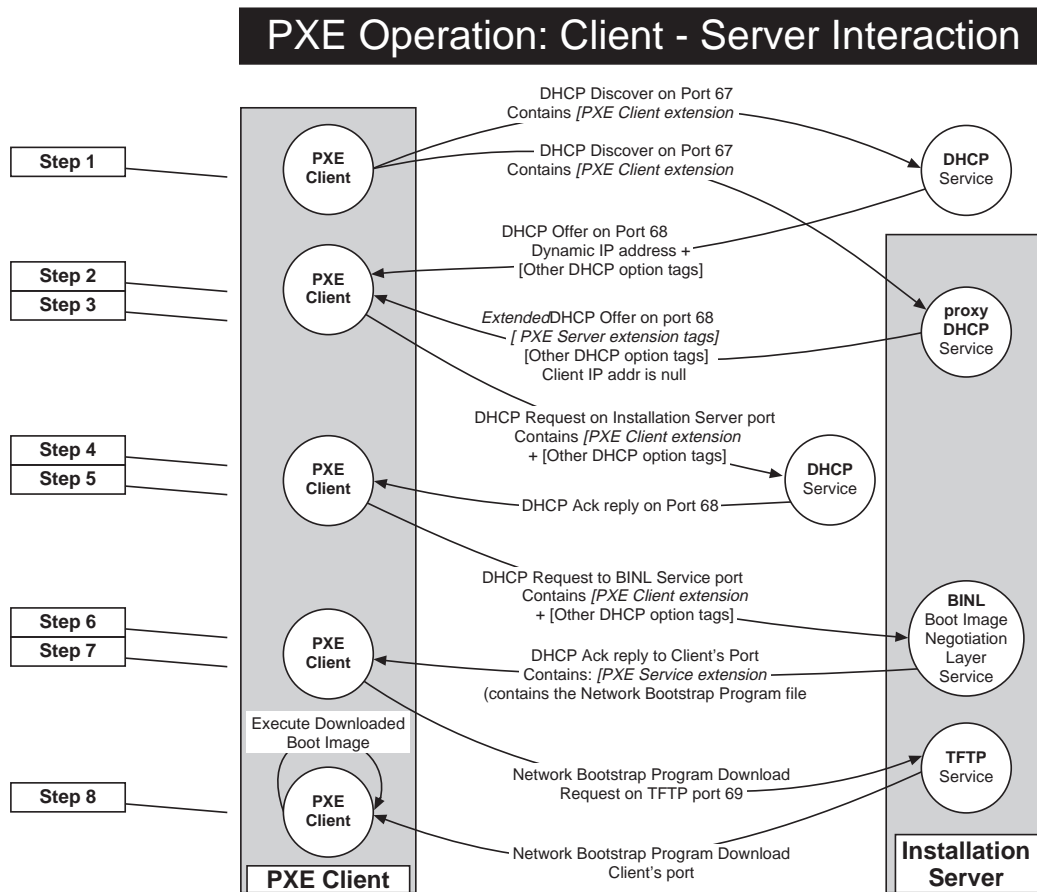 PXE Operation: Client - Server Interaction
DHCP Discover on Port 67
Contains [PXE Client extension
Step 1
PXE
Client
DHCP Discover on Port 67
Contains [PXE Client extension
DHCP
Service
DHCP Offer on Port 68
Dynamic IP address +
[Other DHCP option tags]
Step 2
Step 3
PXE
Client
ExtendedDHCP Offer on port 68
[ PXE Server extension tags]
[Other DHCP option tags]
Client IP addr is null
proxy
DHCP
Service
DHCP Request on Installation Server port
Contains [PXE Client extension
+ [Other DHCP option tags]
Step 4
Step 5
PXE
Client
DHCP
Service
DHCP Ack reply on Port 68
DHCP Request to BINL Service port
Contains [PXE Client extension
+ [Other DHCP option tags]
Step 6
Step 7
PXE
Client
BINL
Boot Image
Negotiation
Layer
Service
DHCP Ack reply to Client's Port
Contains: [PXE Service extension
(contains the Network Bootstrap Program file
Execute Downloaded
Boot Image
Network Bootstrap Program Download
Request on TFTP port 69
TFTP
Service
Step 8
PXE
Client
Network Bootstrap Program Download
Client's port
PXE Client
Installation
Server